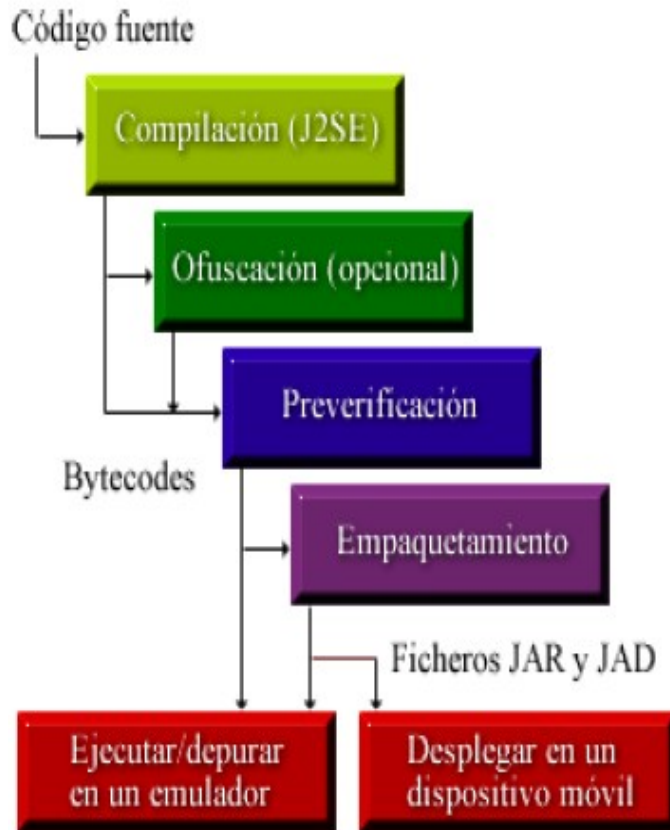 Código fuente
Compilación (J2SE)
Ofuscación (opcional)
Preverificación
Bytecodes
Empaquetamiento
Ficheros JAR y JAD
Ejecutar/depurar
en un emulador
Desplegar en un
dispositivo móvil